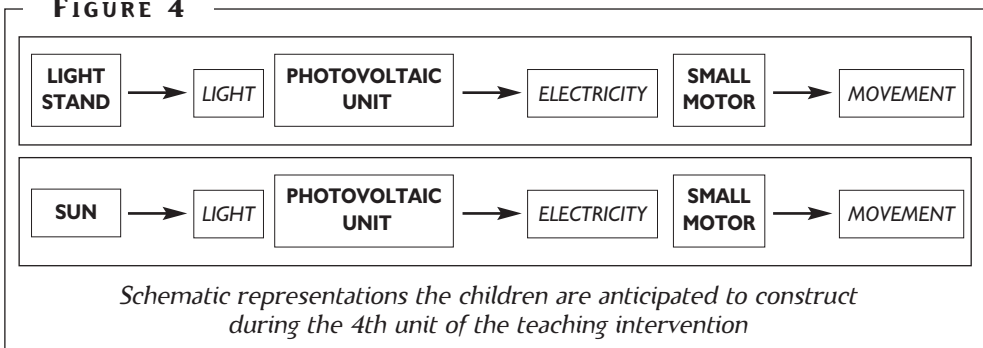 FIGURE 4
LIGHT STAND
LIGHT
PHOTOVOLTAIC UNIT
ELECTRICITY
SMALL MOTOR
MOVEMENT
SUN
LIGHT
PHOTOVOLTAIC UNIT
ELECTRICITY
SMALL MOTOR
MOVEMENT
Schematic representations the children are anticipated to construct
during the 4th unit of the teaching intervention